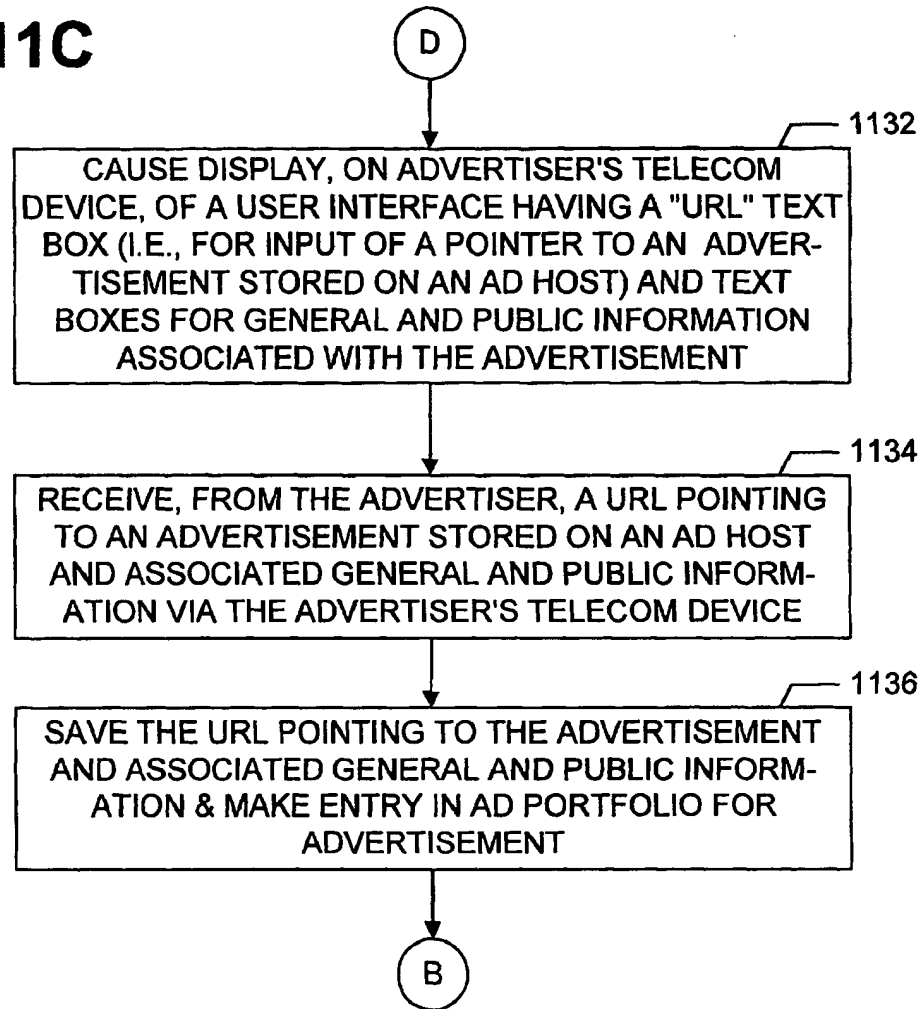 11C
D
1132
CAUSE DISPLAY, ON ADVERTISER'S TELECOM
DEVICE, OF A USER INTERFACE HAVING A "URL" TEXT
BOX (I.E., FOR INPUT OF A POINTER TO AN ADVER-
TISEMENT STORED ON AN AD HOST) AND TEXT
BOXES FOR GENERAL AND PUBLIC INFORMATION
ASSOCIATED WITH THE ADVERTISEMENT
1134
RECEIVE, FROM THE ADVERTISER, A URL POINTING
TO AN ADVERTISEMENT STORED ON AN AD HOST
AND ASSOCIATED GENERAL AND PUBLIC INFORM-
ATION VIA THE ADVERTISER'S TELECOM DEVICE
1136
SAVE THE URL POINTING TO THE ADVERTISEMENT
AND ASSOCIATED GENERAL AND PUBLIC INFORM-
ATION & MAKE ENTRY IN AD PORTFOLIO FOR
ADVERTISEMENT
B